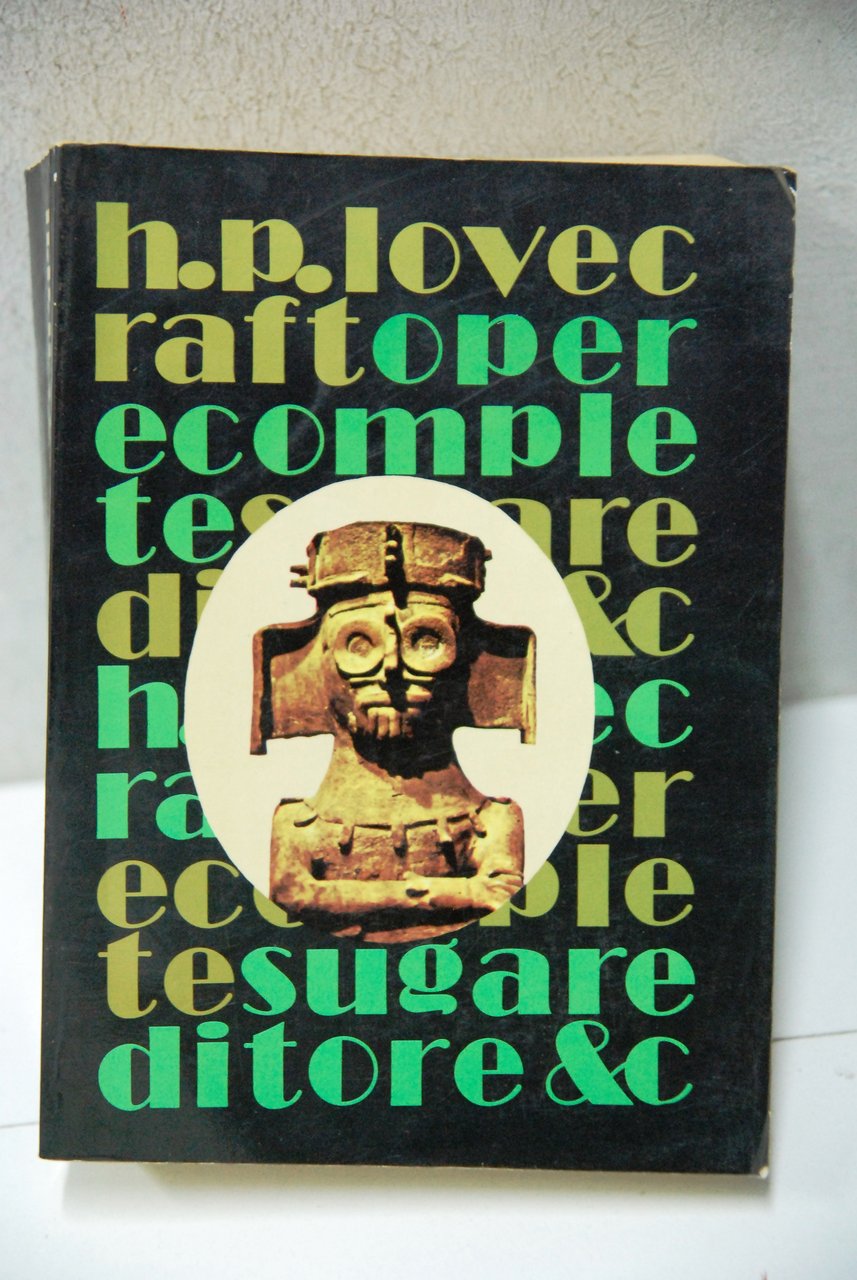 h.p.lovec
raftoper
ecomple
tes are
di &c
h. ec
ra er
ec ple
tesugare
ditore &c